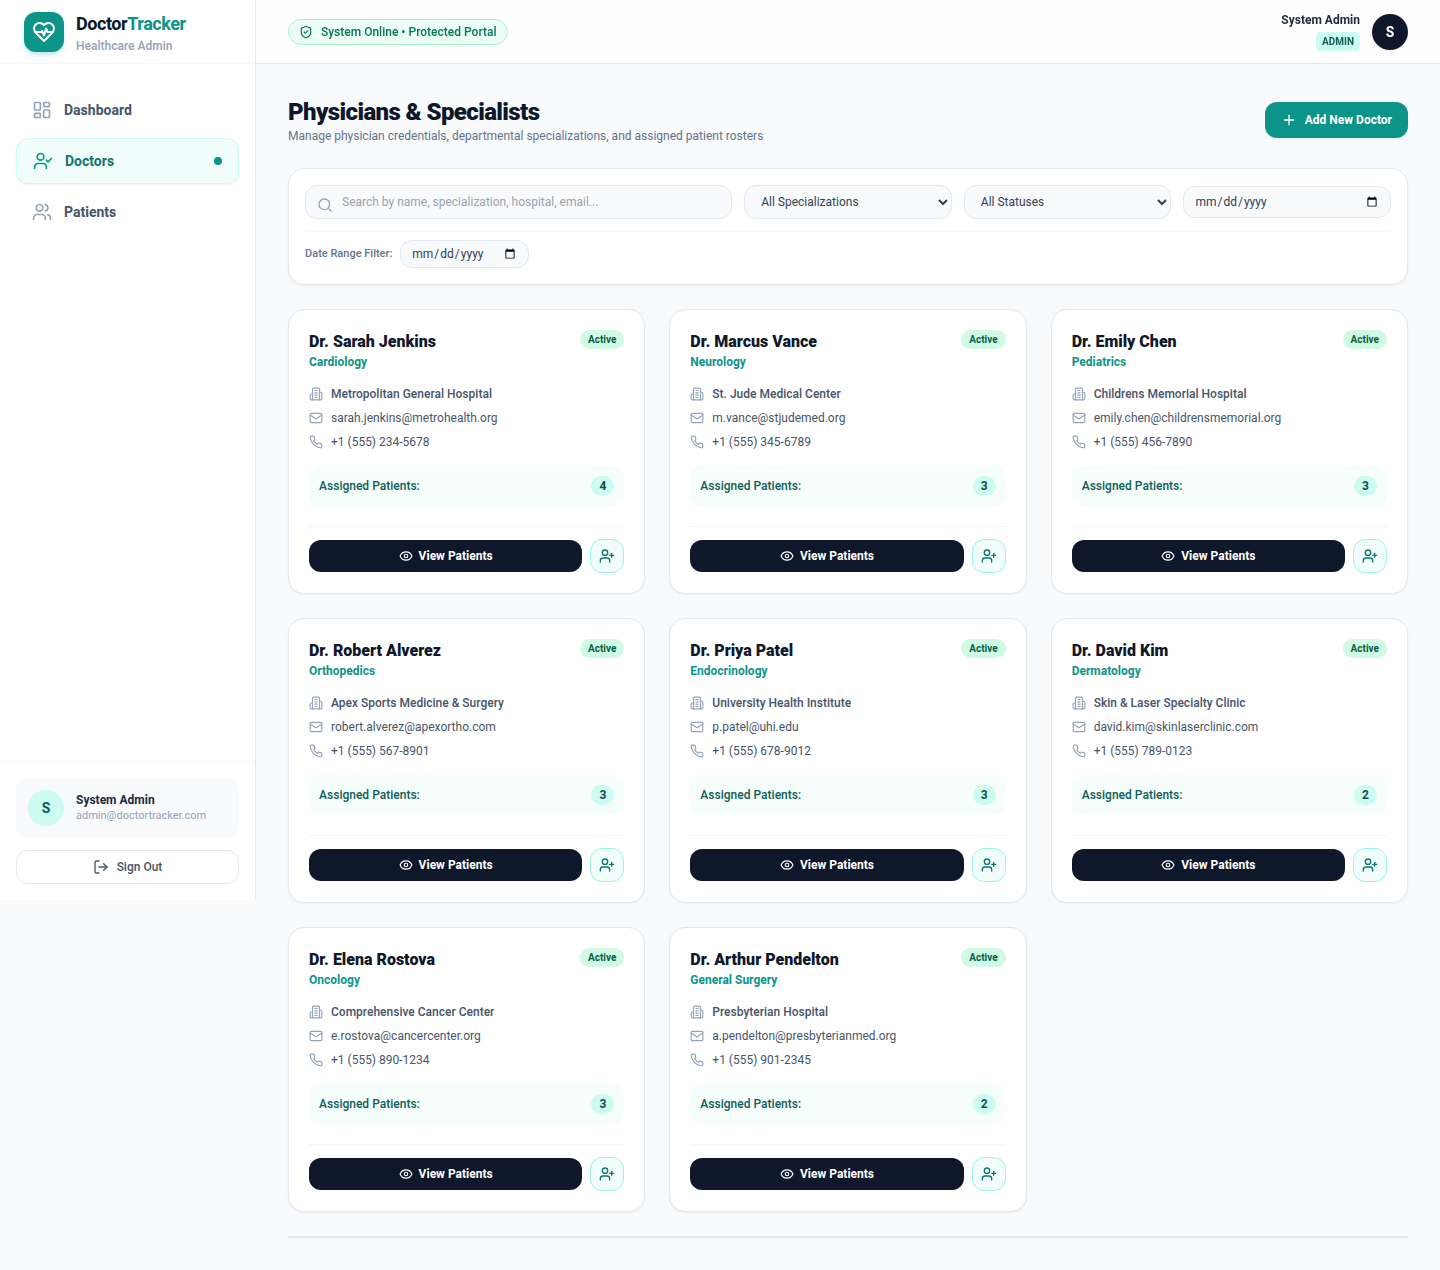 DoctorTracker
Healthcare Admin
System Online • Protected Portal
System Admin
ADMIN
S
Dashboard
Doctors
Patients
Physicians & Specialists
Manage physician credentials, departmental specializations, and assigned patient rosters
Add New Doctor
Search by name, specialization, hospital, email...
All Specializations
All Statuses
mm/dd/yyyy
Date Range Filter:
mm/dd/yyyy
Dr. Sarah Jenkins
Active
Cardiology
Metropolitan General Hospital
sarah.jenkins@metrohealth.org
+1 (555) 234-5678
Assigned Patients:
4
View Patients
Dr. Marcus Vance
Active
Neurology
St. Jude Medical Center
m.vance@stjudemed.org
+1 (555) 345-6789
Assigned Patients:
3
View Patients
Dr. Emily Chen
Active
Pediatrics
Childrens Memorial Hospital
emily.chen@childrensmemorial.org
+1 (555) 456-7890
Assigned Patients:
3
View Patients
Dr. Robert Alverez
Active
Orthopedics
Apex Sports Medicine & Surgery
robert.alverez@apexortho.com
+1 (555) 567-8901
Assigned Patients:
3
View Patients
Dr. Priya Patel
Active
Endocrinology
University Health Institute
p.patel@uhi.edu
+1 (555) 678-9012
Assigned Patients:
3
View Patients
Dr. David Kim
Active
Dermatology
Skin & Laser Specialty Clinic
david.kim@skinlaserclinic.com
+1 (555) 789-0123
Assigned Patients:
2
View Patients
Dr. Elena Rostova
Active
Oncology
Comprehensive Cancer Center
e.rostova@cancercenter.org
+1 (555) 890-1234
Assigned Patients:
3
View Patients
Dr. Arthur Pendelton
Active
General Surgery
Presbyterian Hospital
a.pendelton@presbyterianmed.org
+1 (555) 901-2345
Assigned Patients:
2
View Patients
S
System Admin
admin@doctortracker.com
Sign Out